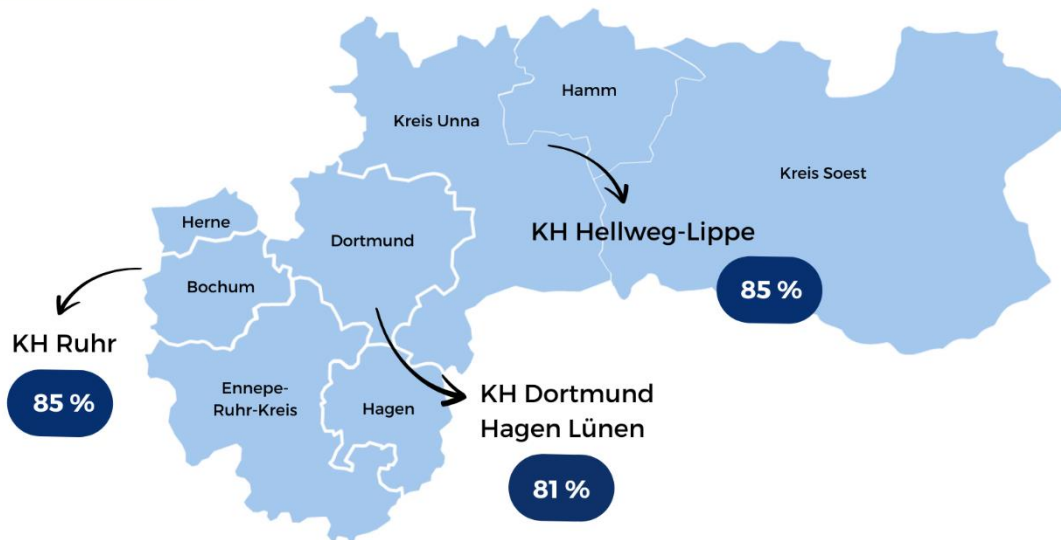 Hamm
Kreis Unna
Kreis Soest
Herne
Dortmund
KH Hellweg-Lippe
Bochum
85 %
KH Ruhr
85 %
Ennepe-
Ruhr-Kreis
Hagen
KH Dortmund
Hagen Lünen
81 %